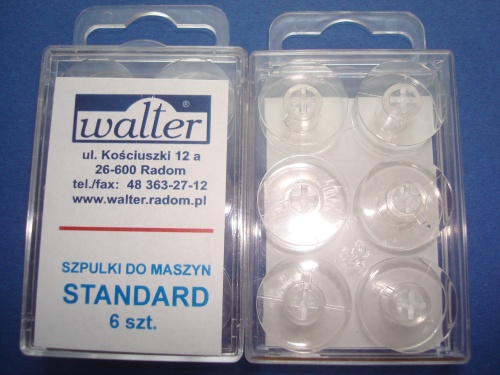 walter®
ul. Kościuszki 12 a
26-600 Radom
tel./fax: 48 363-27-12
www.walter.radom.pl
SZPULKI DO MASZYN
STANDARD
6 szt.